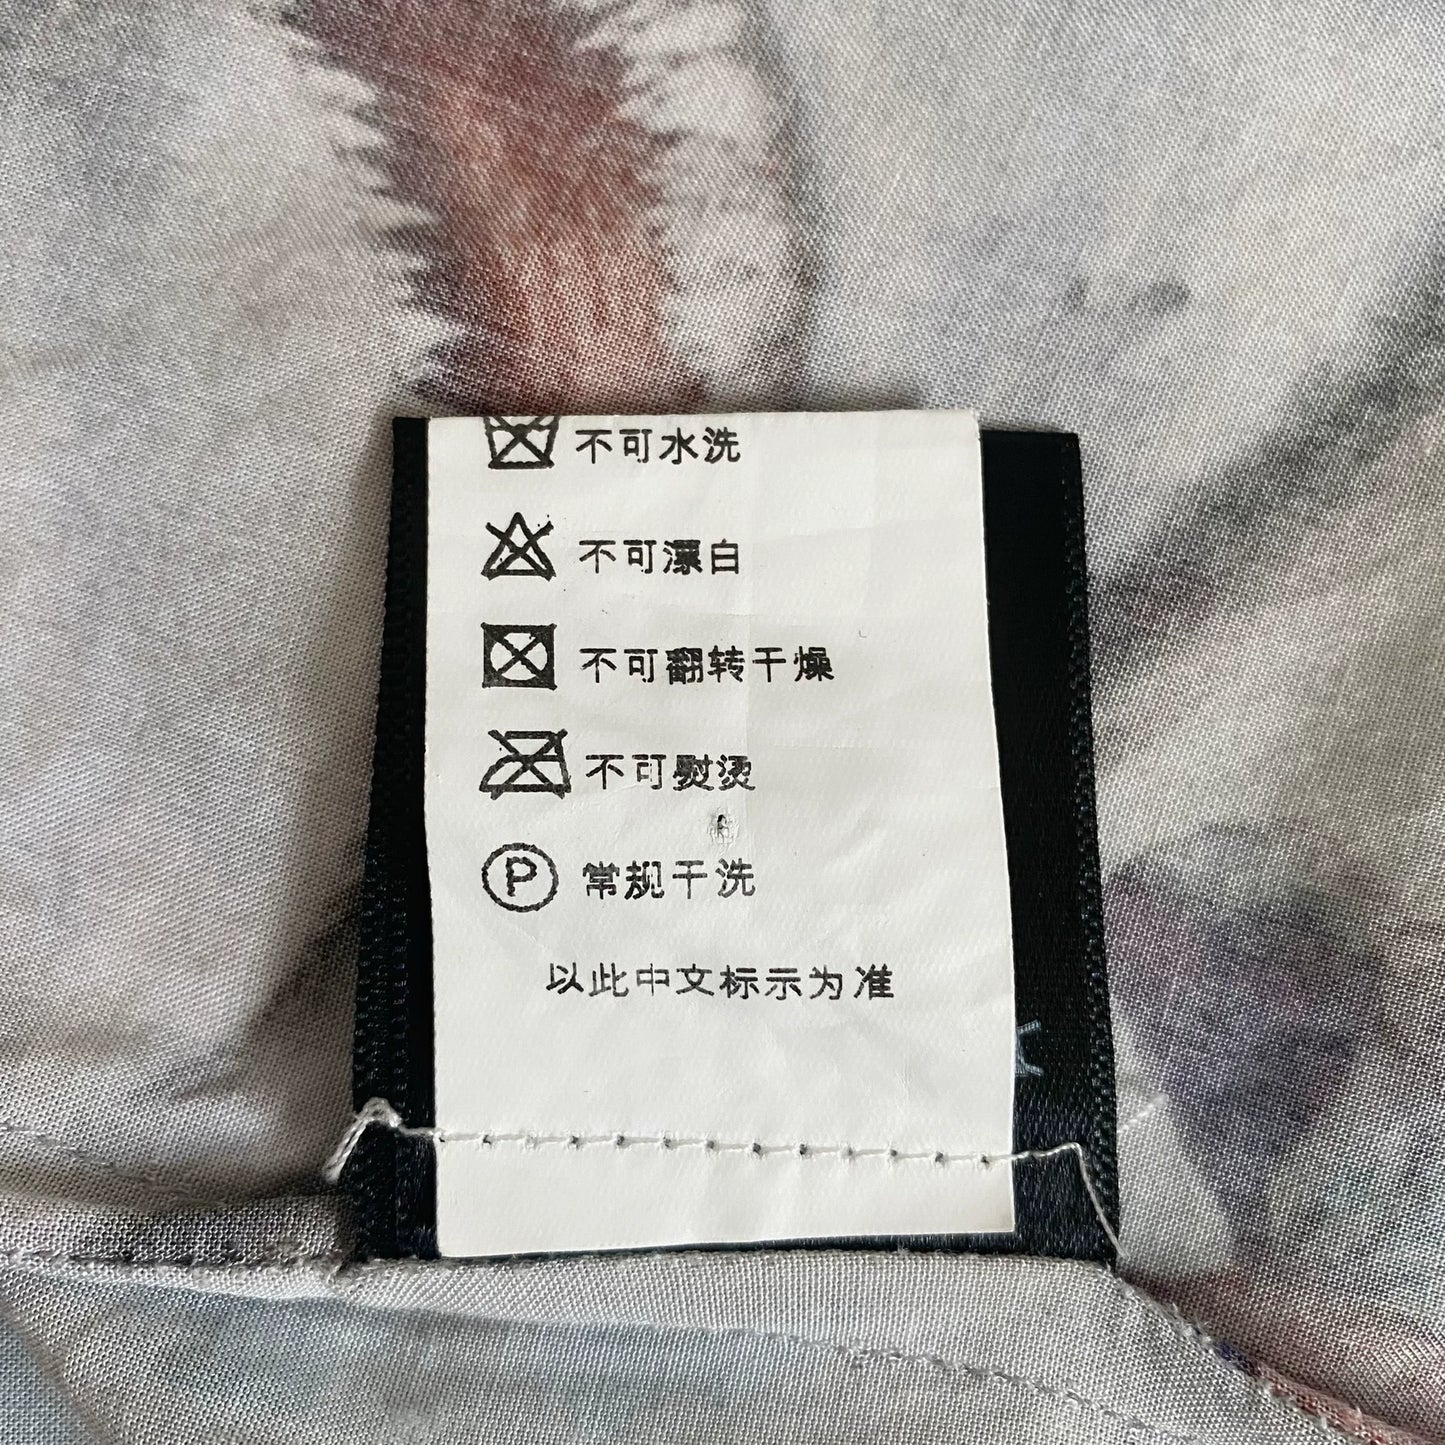 不可水洗
不可漂白
不可翻转干燥
不可熨烫
P 常规干洗
以此中文标示为准